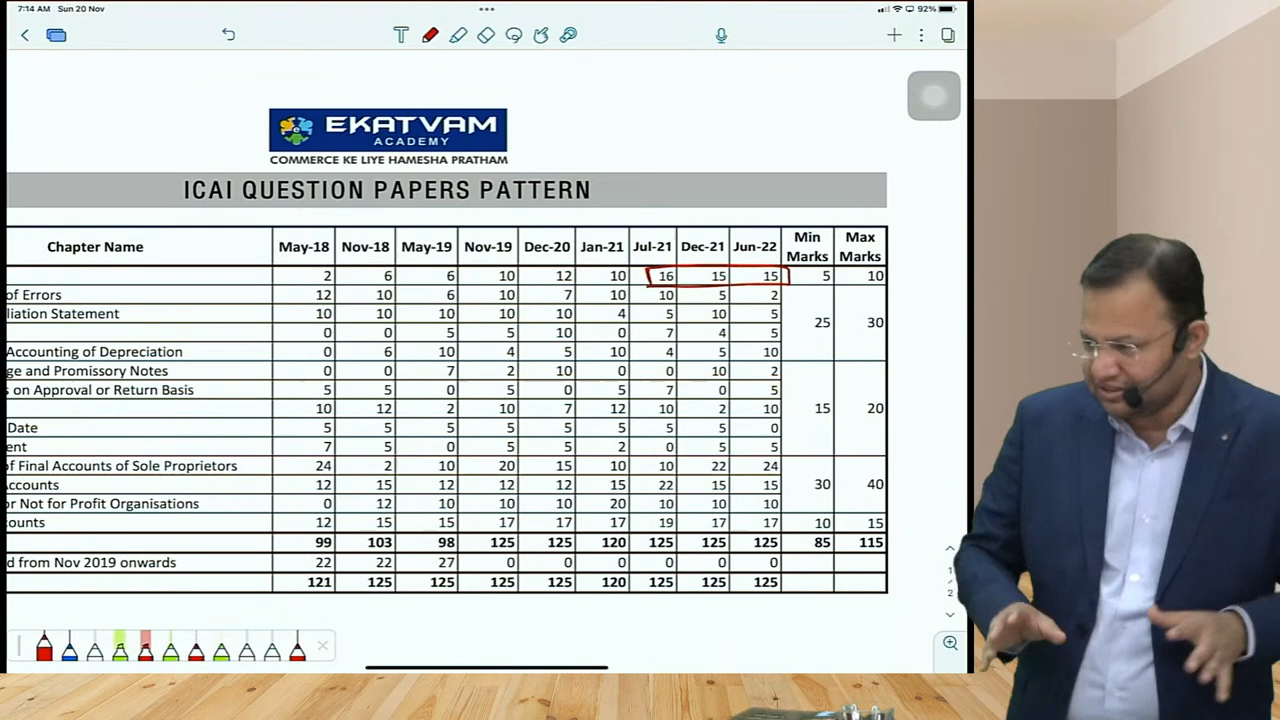 7:14 AM Sun 20 Nov
92%
EKATVAM
ACADEMY
COMMERCE KE LIYE HAMESHA PRATHAM
ICAI QUESTION PAPERS PATTERN
Chapter Name May-18 Nov-18 May-19 Nov-19 Dec-20 Jan-21 Jul-21 Dec-21 Jun-22 Min Marks Max Marks
2 6 6 10 12 10 16 15 15 5 10
of Errors 12 10 6 10 7 10 10 5 2
liation Statement 10 10 10 10 10 4 5 10 5 25 30
0 0 5 5 10 0 7 4 5
Accounting of Depreciation 0 6 10 4 5 10 4 5 10
ge and Promissory Notes 0 0 7 2 10 0 0 10 2
s on Approval or Return Basis 5 5 0 5 0 5 7 0 5
10 12 2 10 7 12 10 2 10 15 20
Date 5 5 5 5 5 5 5 5 0
ent 7 5 0 5 5 2 0 5 5
of Final Accounts of Sole Proprietors 24 2 10 20 15 10 10 22 24
Accounts 12 15 12 12 12 15 22 15 15 30 40
or Not for Profit Organisations 0 12 10 10 10 20 10 10 10
counts 12 15 15 17 17 17 19 17 17 10 15
99 103 98 125 125 120 125 125 125 85 115
d from Nov 2019 onwards 22 22 27 0 0 0 0 0 0
121 125 125 125 125 120 125 125 125
1
2